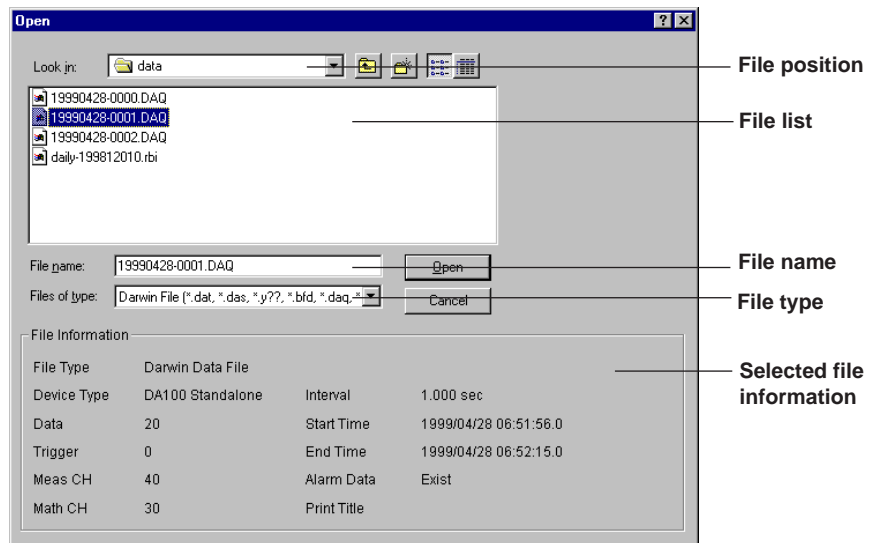 Open
Look in: data File position
19990428-0000.DAQ
19990428-0001.DAQ File list
19990428-0002.DAQ
daily-199812010.rbi
File name: 19990428-0001.DAQ Open File name
Files of type: Darwin File (*.dat, *.das, *.y??, *.bfd, *.daq, * Cancel File type
File Information
File Type Darwin Data File Selected file
Device Type DA100 Standalone Interval 1.000 sec information
Data 20 Start Time 1999/04/28 06:51:56.0
Trigger 0 End Time 1999/04/28 06:52:15.0
Meas CH 40 Alarm Data Exist
Math CH 30 Print Title